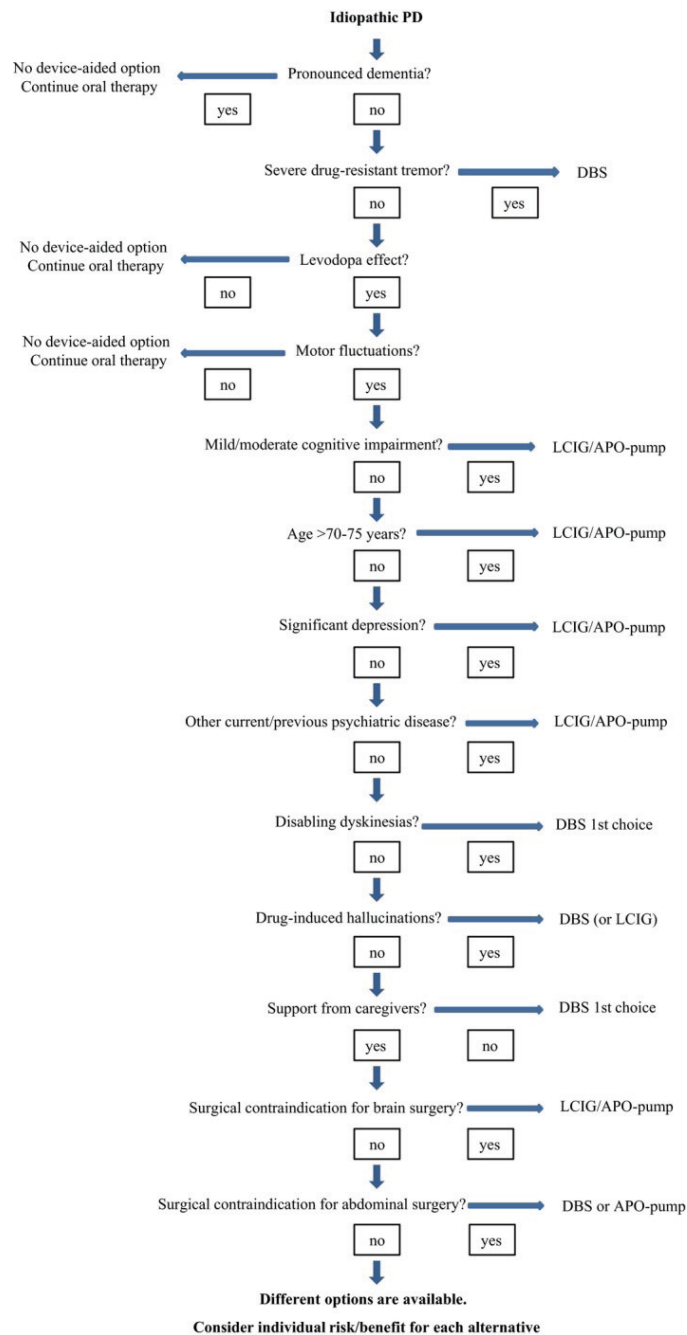 Idiopathic PD
No device-aided option
Continue oral therapy
Pronounced dementia?
yes
no
Severe drug-resistant tremor?
DBS
no
yes
No device-aided option
Continue oral therapy
Levodopa effect?
no
yes
No device-aided option
Continue oral therapy
Motor fluctuations?
no
yes
Mild/moderate cognitive impairment?
LCIG/APO-pump
no
yes
Age >70-75 years?
LCIG/APO-pump
no
yes
Significant depression?
LCIG/APO-pump
no
yes
Other current/previous psychiatric disease?
LCIG/APO-pump
no
yes
Disabling dyskinesias?
DBS 1st choice
no
yes
Drug-induced hallucinations?
DBS (or LCIG)
no
yes
Support from caregivers?
DBS 1st choice
yes
no
Surgical contraindication for brain surgery?
LCIG/APO-pump
no
yes
Surgical contraindication for abdominal surgery?
DBS or APO-pump
no
yes
Different options are available.
Consider individual risk/benefit for each alternative